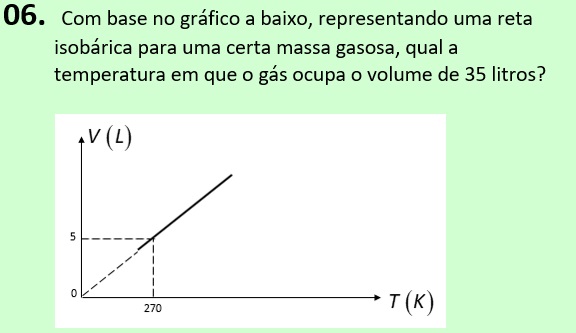 06. Com base no gráfico a baixo, representando uma reta
isobárica para uma certa massa gasosa, qual a
temperatura em que o gás ocupa o volume de 35 litros?
V (L)
5
0
270
T (K)